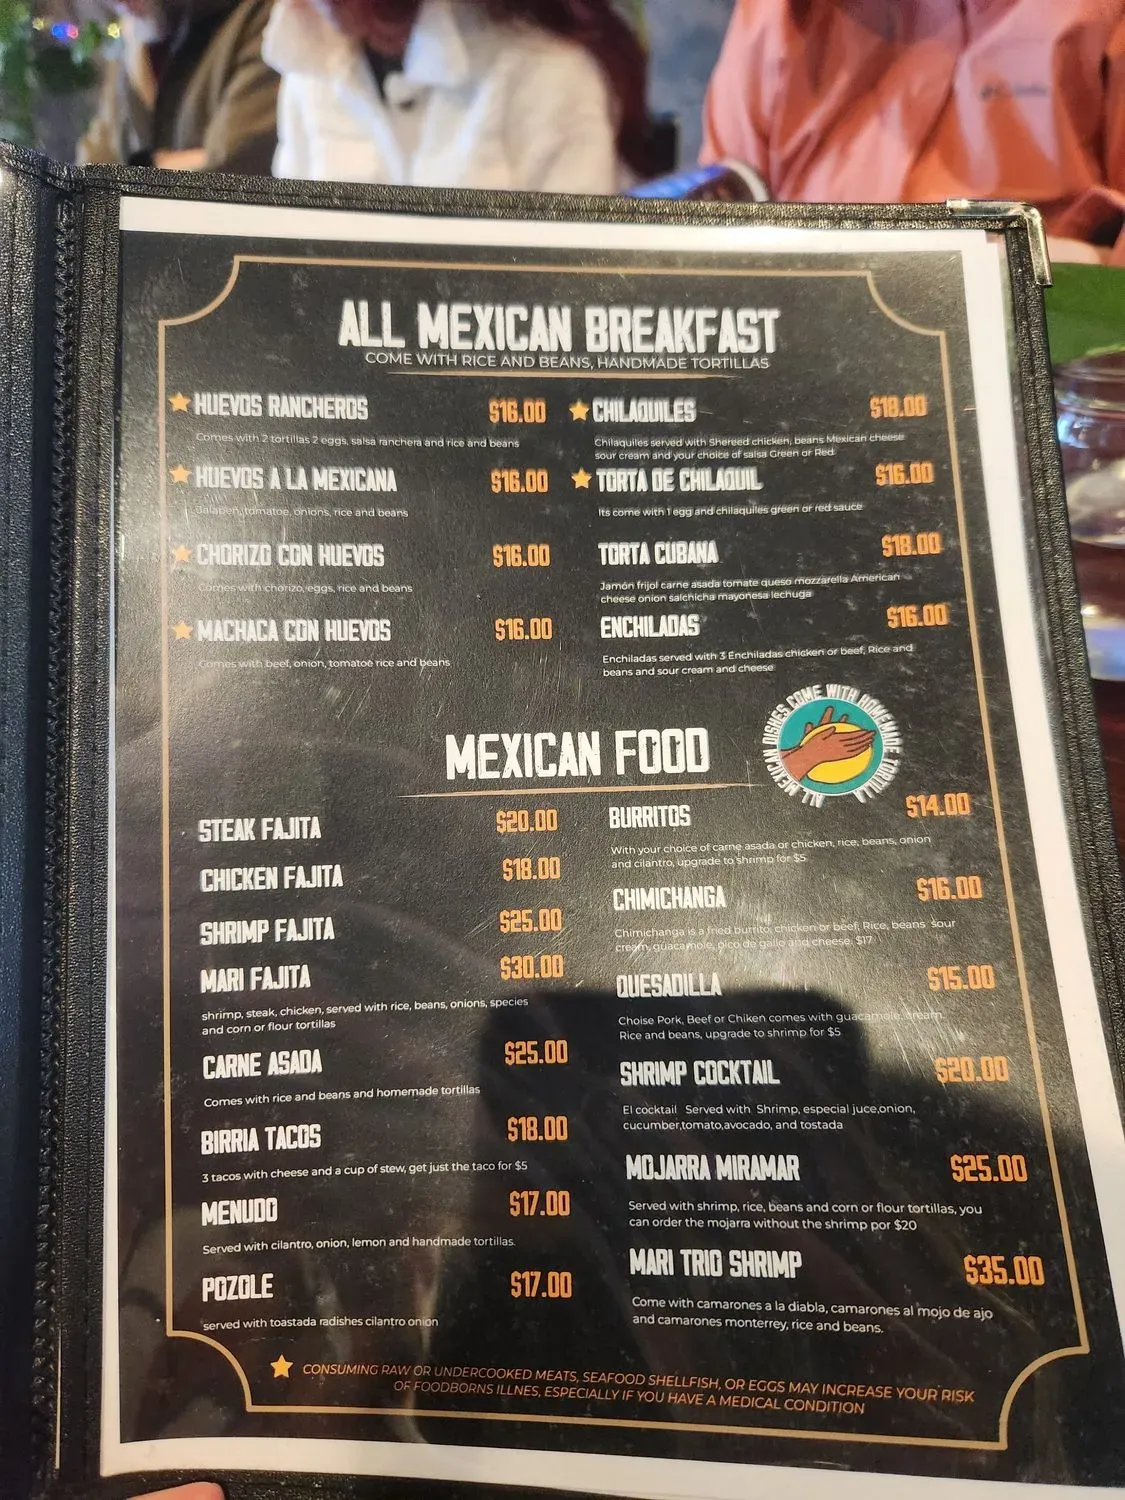 ALL MEXICAN BREAKFAST
COME WITH RICE AND BEANS, HANDMADE TORTILLAS
HUEVOS RANCHEROS $16.00
Comes with 2 tortillas 2 eggs, salsa ranchera and rice and beans
HUEVOS A LA MEXICANA $16.00
Jalapeñ, tomatoe, onions, rice and beans
CHORIZO CON HUEVOS $16.00
Comes with chorizo, eggs, rice and beans
MACHACA CON HUEVOS $16.00
Comes with beef, onion, tomatoe rice and beans
CHILAQUILES $18.00
Chilaquiles served with Shereed chicken, beans Mexican cheese
sour cream and your choice of salsa Green or Red
TORTA DE CHILAQUIL $16.00
Its come with 1 egg and chilaquiles green or red sauce
TORTA CUBANA $18.00
Jamón frijol carne asada tomate queso mozzarella American
cheese onion salchicha mayonesa lechuga
ENCHILADAS $16.00
Enchiladas served with 3 Enchiladas chicken or beef, Rice and
beans and sour cream and cheese
MEXICAN FOOD
ALL MEXICAN DISHES COME WITH HOMEMADE TORTILLA
STEAK FAJITA $20.00
CHICKEN FAJITA $18.00
SHRIMP FAJITA $25.00
MARI FAJITA $30.00
shrimp, steak, chicken, served with rice, beans, onions, species
and corn or flour tortillas
CARNE ASADA $25.00
Comes with rice and beans and homemade tortillas
BIRRIA TACOS $18.00
3 tacos with cheese and a cup of stew, get just the taco for $5
MENUDO $17.00
Served with cilantro, onion, lemon and handmade tortillas.
POZOLE $17.00
served with toastada radishes cilantro onion
BURRITOS $14.00
With your choice of carne asada or chicken, rice, beans, onion
and cilantro, upgrade to shrimp for $5
CHIMICHANGA $16.00
Chimichanga is a fried burrito, chicken or beef, Rice, beans sour
cream, guacamole, pico de gallo and cheese. $17
QUESADILLA $15.00
Choise Pork, Beef or Chiken comes with guacamole, cream,
Rice and beans, upgrade to shrimp for $5
SHRIMP COCKTAIL $20.00
El cocktail Served with Shrimp, especial juce,onion,
cucumber,tomato,avocado, and tostada
MOJARRA MIRAMAR $25.00
Served with shrimp, rice, beans and corn or flour tortillas, you
can order the mojarra without the shrimp por $20
MARI TRIO SHRIMP $35.00
Come with camarones a la diabla, camarones al mojo de ajo
and camarones monterrey, rice and beans.
CONSUMING RAW OR UNDERCOOKED MEATS, SEAFOOD SHELLFISH, OR EGGS MAY INCREASE YOUR RISK
OF FOODBORNS ILLNES, ESPECIALLY IF YOU HAVE A MEDICAL CONDITION